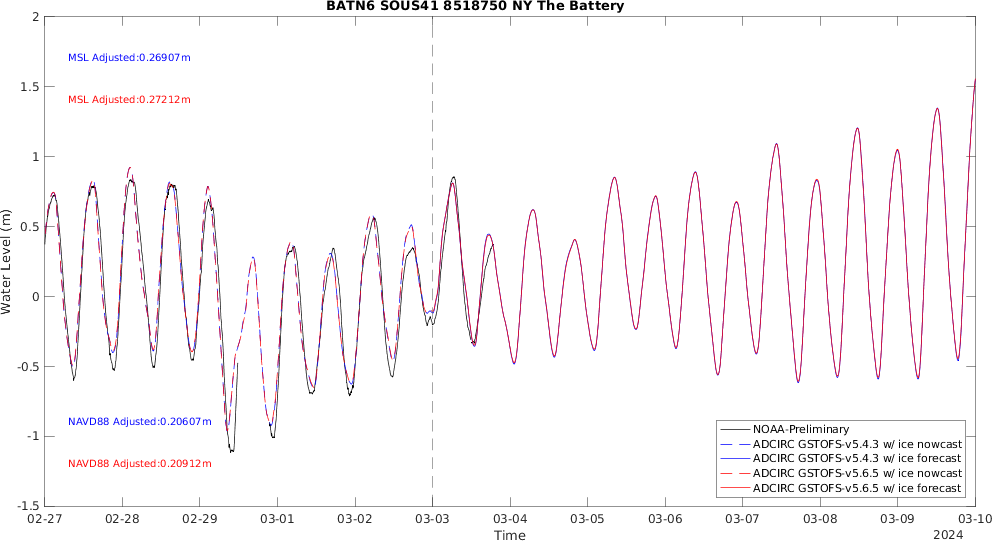 BATN6 SOUS41 8518750 NY The Battery
2
1.5
1
0.5
0
-0.5
-1
-1.5
Water Level (m)
MSL Adjusted:0.26907m
MSL Adjusted:0.27212m
NAVD88 Adjusted:0.20607m
NAVD88 Adjusted:0.20912m
NOAA-Preliminary
ADCIRC GSTOFS-v5.4.3 w/ ice nowcast
ADCIRC GSTOFS-v5.4.3 w/ ice forecast
ADCIRC GSTOFS-v5.6.5 w/ ice nowcast
ADCIRC GSTOFS-v5.6.5 w/ ice forecast
02-27 02-28 02-29 03-01 03-02 03-03 03-04 03-05 03-06 03-07 03-08 03-09 03-10
Time
2024